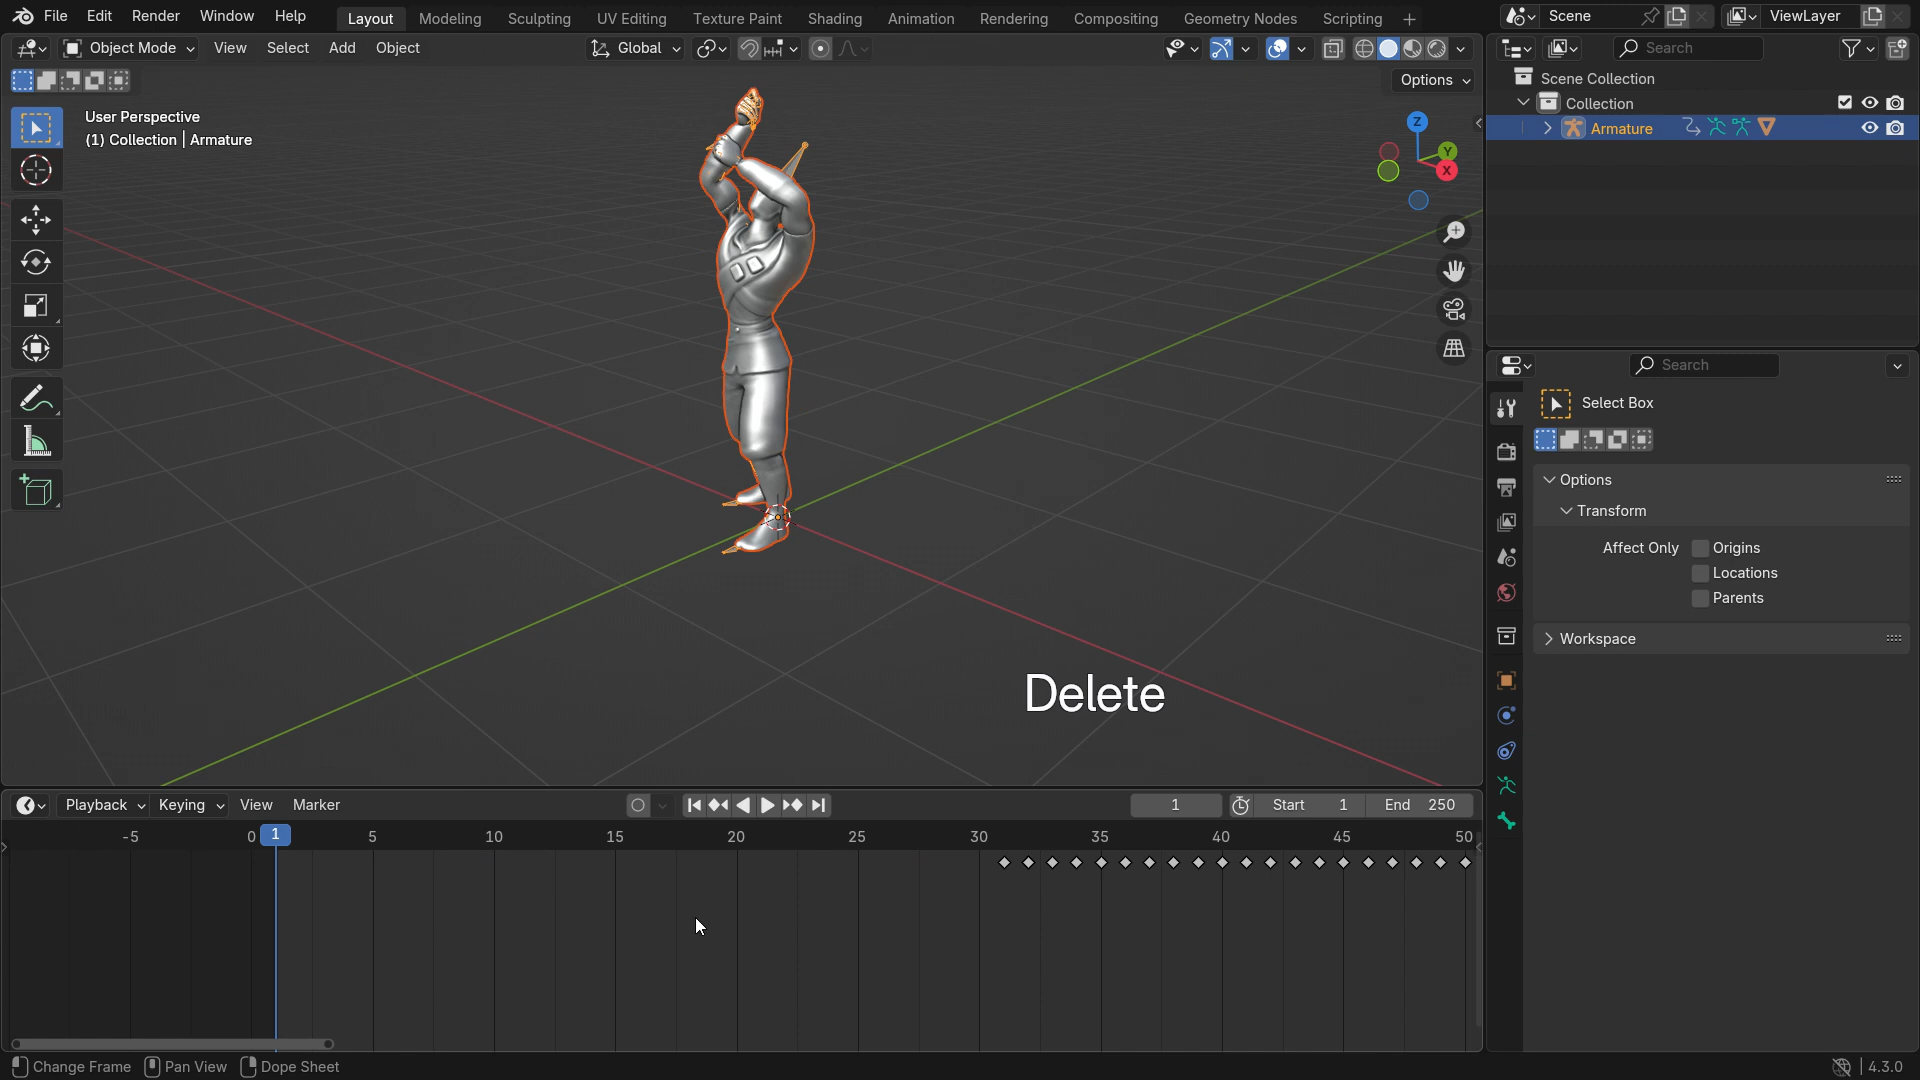 File Edit Render Window Help Layout Modeling Sculpting UV Editing Texture Paint Shading Animation Rendering Compositing Geometry Nodes Scripting + Scene ViewLayer
Object Mode View Select Add Object Global Search
Options
User Perspective
(1) Collection | Armature
Z
Y
X
Scene Collection
Collection
Armature
Search
Select Box
Options
Transform
Affect Only Origins
Locations
Parents
Workspace
Delete
Playback Keying View Marker 1 Start 1 End 250
-5 0 1 5 10 15 20 25 30 35 40 45 50
Change Frame Pan View Dope Sheet 4.3.0